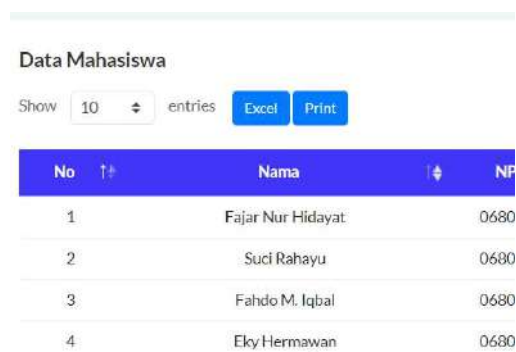 Data Mahasiswa
Show 10 entries Excel Print
No Nama NP
1 Fajar Nur Hidayat 0680
2 Suci Rahayu 0680
3 Fahdo M. Iqbal 0680
4 Eky Hermawan 0680